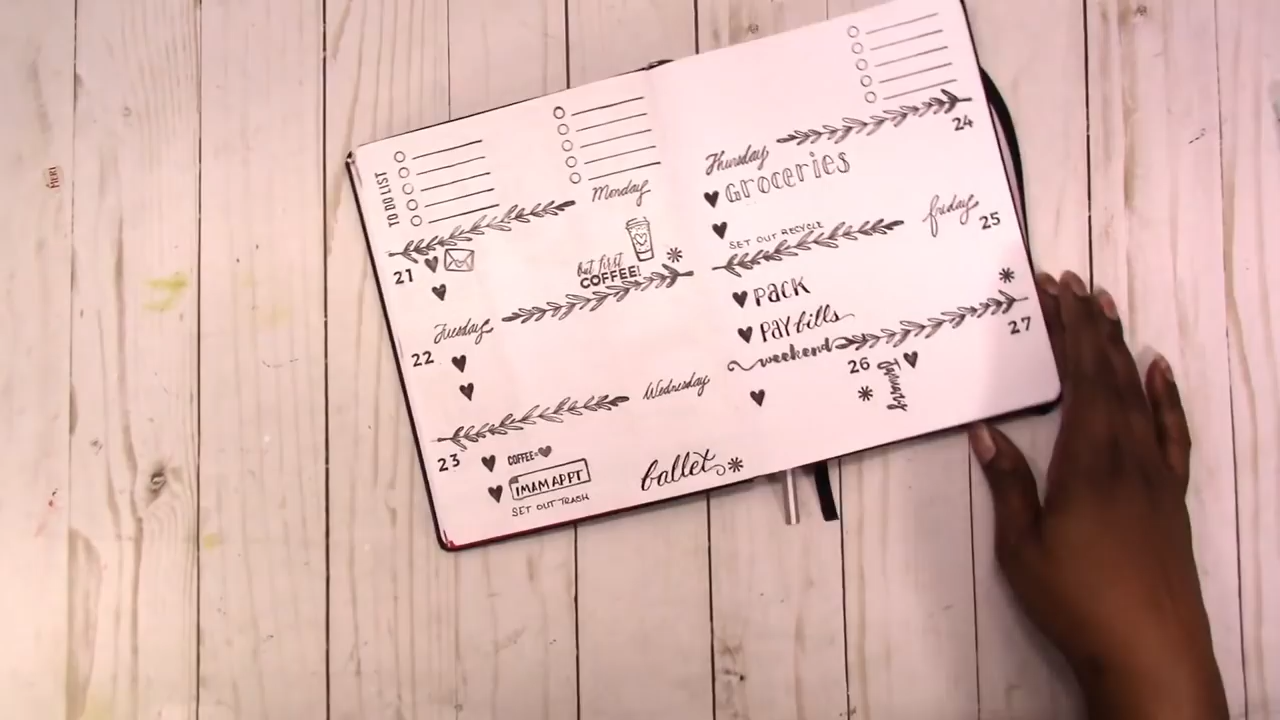 TO DO LIST
Monday
21
but first
COFFEE!
Tuesday
22
Wednesday
23
COFFEE=
IMAM APPT
SET OUT TRASH
ballet
Thursday
24
Groceries
SET OUT RECYCLE
friday
25
PACK
PAY bills
weekend
26
January
27